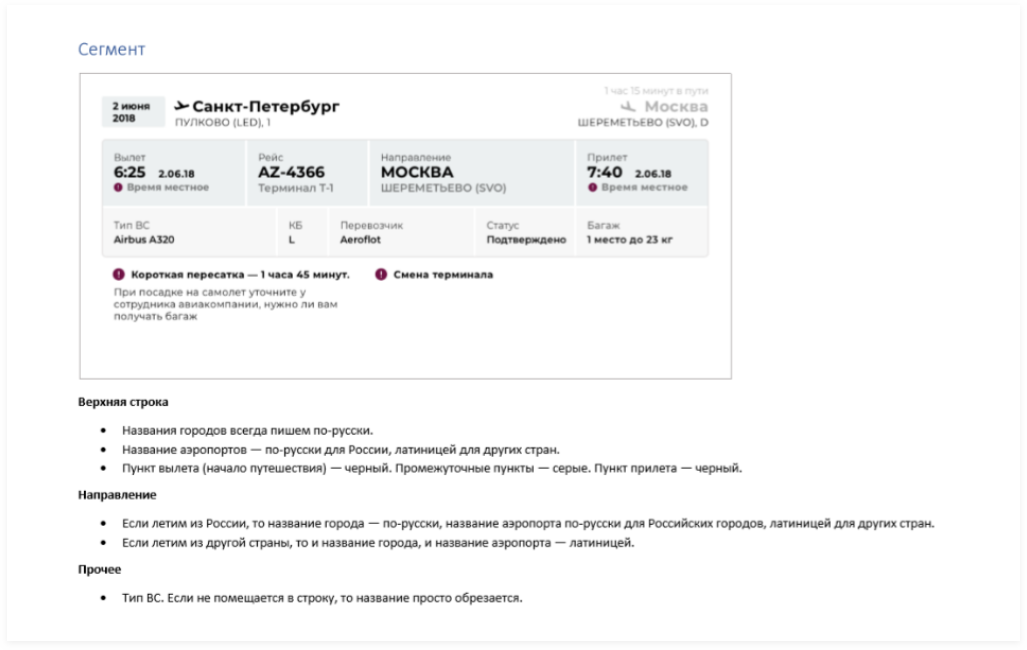 Сегмент
1 час 15 минут в пути
2 июня
2018
Санкт-Петербург
Москва
ПУЛКОВО (LED), 1
ШЕРЕМЕТЬЕВО (SVO), D
Вылет
6:25 2.06.18
Время местное
Рейс
AZ-4366
Терминал Т-1
Направление
МОСКВА
ШЕРЕМЕТЬЕВО (SVO)
Прилет
7:40 2.06.18
Время местное
Тип ВС
Airbus A320
КБ
L
Перевозчик
Aeroflot
Статус
Подтверждено
Багаж
1 место до 23 кг
Короткая пересатка — 1 часа 45 минут.
Смена терминала
При посадке на самолет уточните у
сотрудника авиакомпании, нужно ли вам
получать багаж
Верхняя строка
• Названия городов всегда пишем по-русски.
• Название аэропортов — по-русски для России, латиницей для других стран.
• Пункт вылета (начало путешествия) — черный. Промежуточные пункты — серые. Пункт прилета — черный.
Направление
• Если летим из России, то название города — по-русски, название аэропорта по-русски для Российских городов, латиницей для других стран.
• Если летим из другой страны, то и название города, и название аэропорта — латиницей.
Прочее
• Тип ВС. Если не помещается в строку, то название просто обрезается.